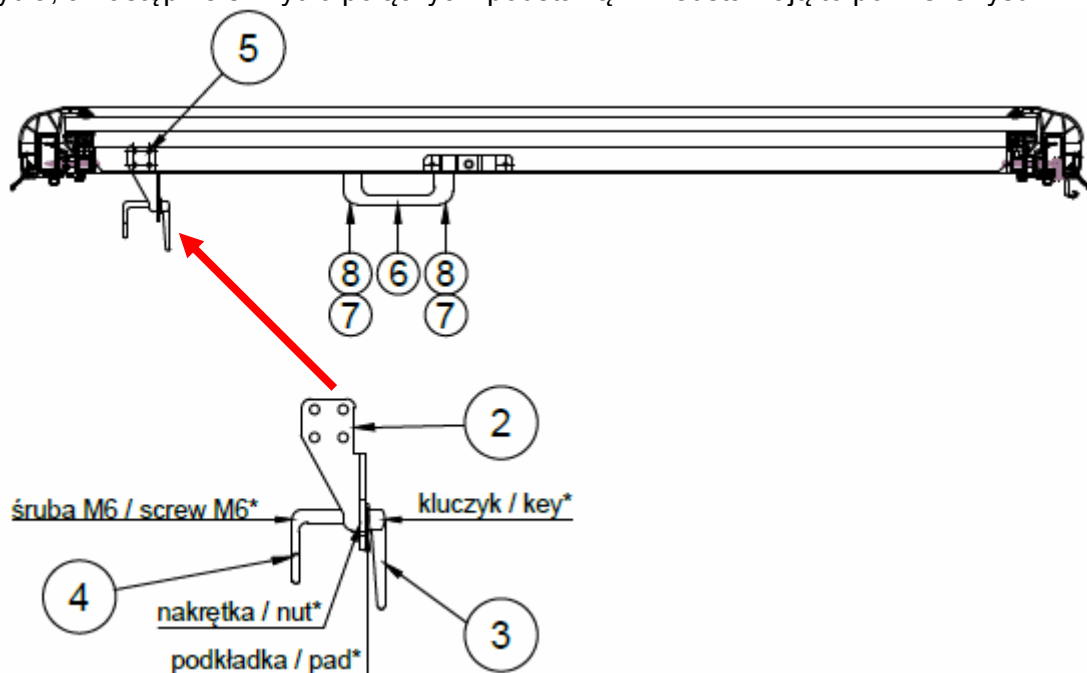 5
8 6 8
7 7
2
śruba M6 / screw M6*
kluczyk / key*
4
nakrętka / nut*
3
podkładka / pad*